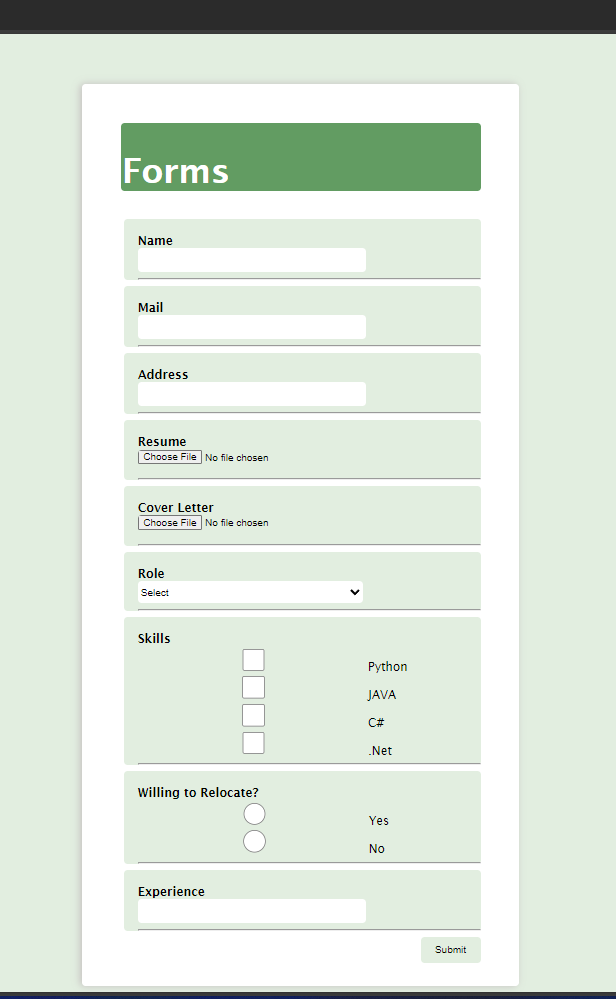 Forms
Name
Mail
Address
Resume
Choose File No file chosen
Cover Letter
Choose File No file chosen
Role
Select
Skills
Python
JAVA
C#
.Net
Willing to Relocate?
Yes
No
Experience
Submit